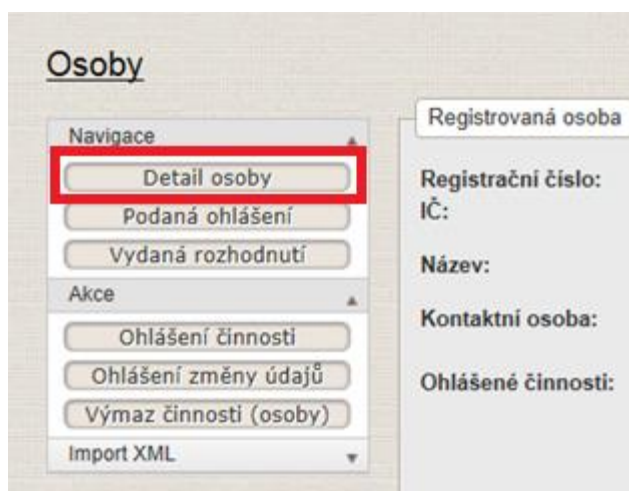 Osoby
Navigace
Detail osoby
Podaná ohlášení
Vydaná rozhodnutí
Akce
Ohlášení činnosti
Ohlášení změny údajů
Výmaz činnosti (osoby)
Import XML
Registrovaná osoba
Registrační číslo:
IČ:
Název:
Kontaktní osoba:
Ohlášené činnosti: